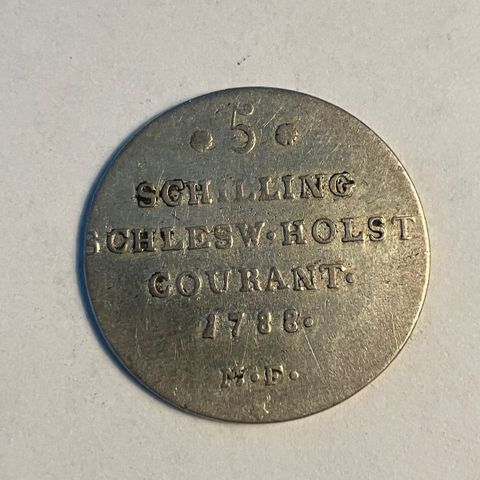 • 5 •
SCHILLING
SCHLESW·HOLST
COURANT·
1788·
M·F·